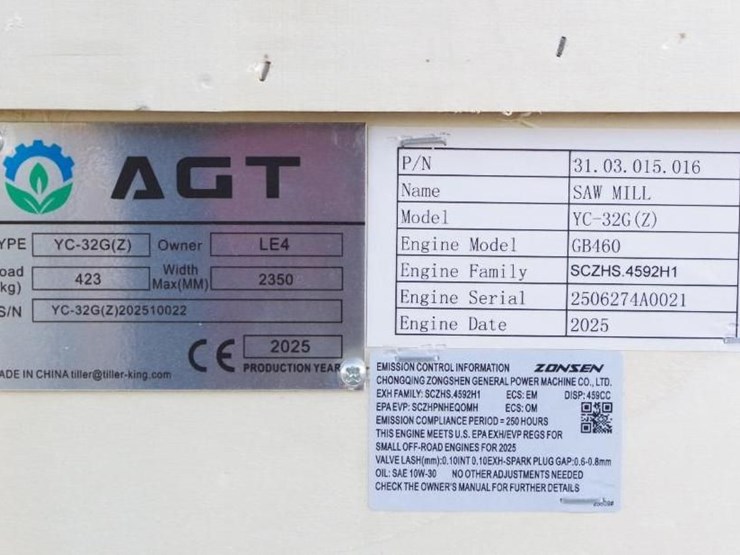 AGT
YPE YC-32G(Z) Owner LE4
oad
kg) 423 Width
Max(MM) 2350
S/N YC-32G(Z)202510022
CE 2025
ADE IN CHINA tiller@tiller-king.com PRODUCTION YEAR
P/N 31.03.015.016
Name SAW MILL
Model YC-32G(Z)
Engine Model GB460
Engine Family SCZHS.4592H1
Engine Serial 2506274A0021
Engine Date 2025
EMISSION CONTROL INFORMATION ZONSEN
CHONGQING ZONGSHEN GENERAL POWER MACHINE CO., LTD.
EXH FAMILY: SCZHS.4592H1 ECS: EM DISP: 459CC
EPA EVP: SCZHPNHEQOMH ECS: OM
EMISSION COMPLIANCE PERIOD = 250 HOURS
THIS ENGINE MEETS U.S. EPA EXH/EVP REGS FOR
SMALL OFF-ROAD ENGINES FOR 2025
VALVE LASH(mm):0.10INT 0.10EXH-SPARK PLUG GAP:0.6-0.8mm
OIL: SAE 10W-30 NO OTHER ADJUSTMENTS NEEDED
CHECK THE OWNER'S MANUAL FOR FURTHER DETAILS